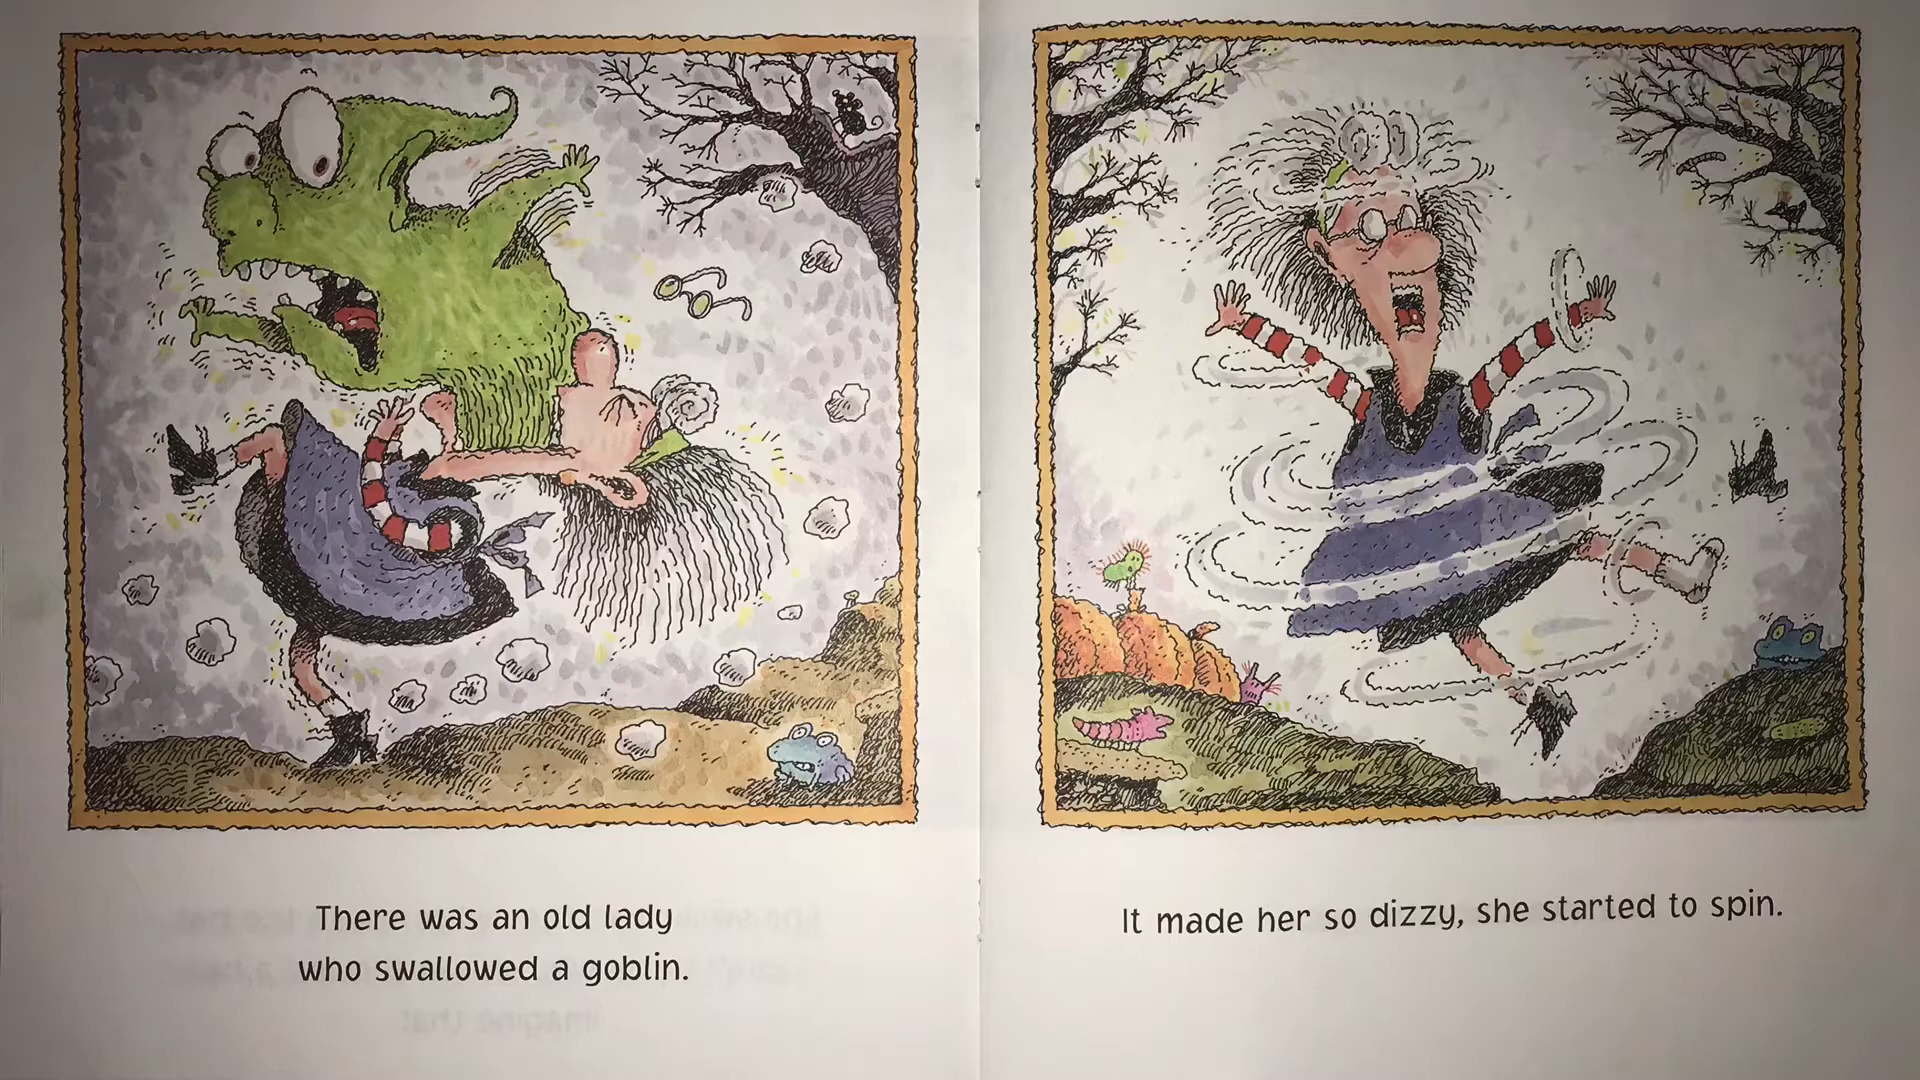 There was an old lady
who swallowed a goblin.
It made her so dizzy, she started to spin.